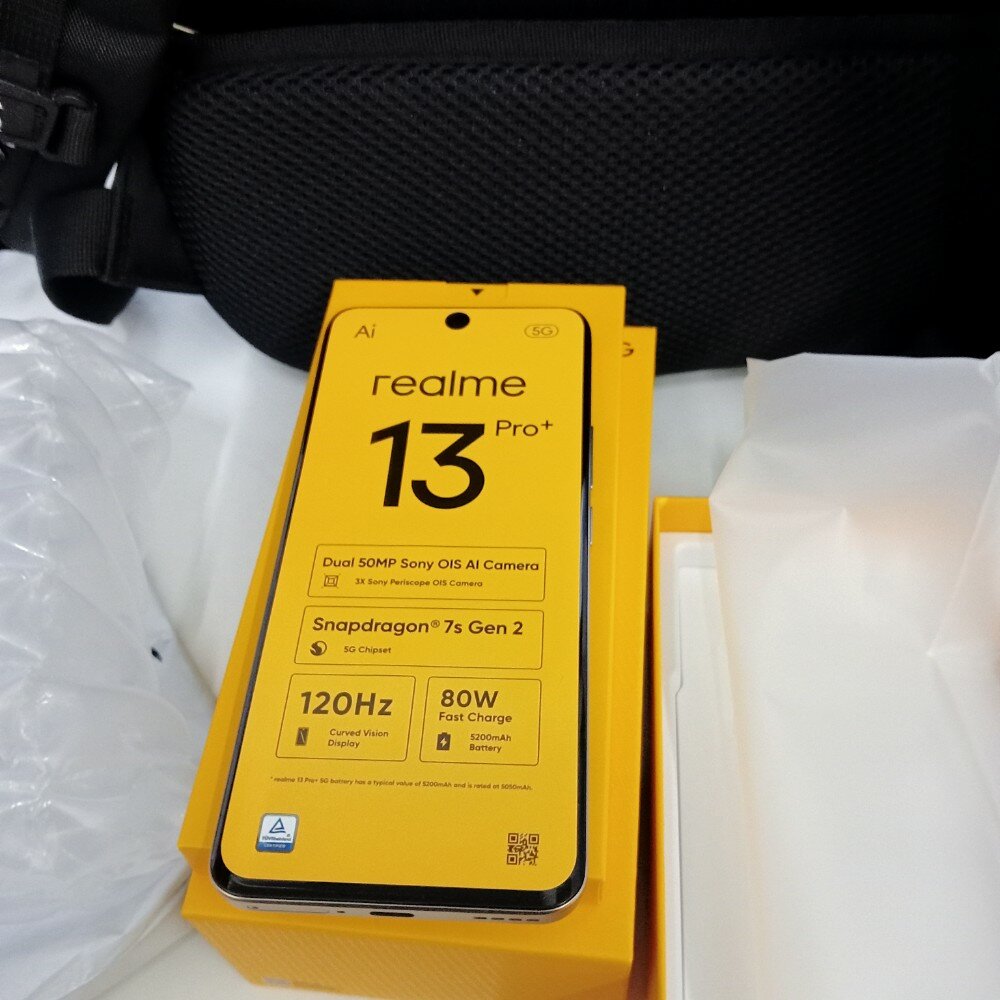 Ai
5G
realme
13 Pro+
Dual 50MP Sony OIS AI Camera
3X Sony Periscope OIS Camera
Snapdragon® 7s Gen 2
5G Chipset
120Hz
Curved Vision
Display
80W
Fast Charge
5200mAh
Battery
* realme 13 Pro+ 5G battery has a typical value of 5200mAh and is rated at 5050mAh.
TÜVRheinland
CERTIFIED
G